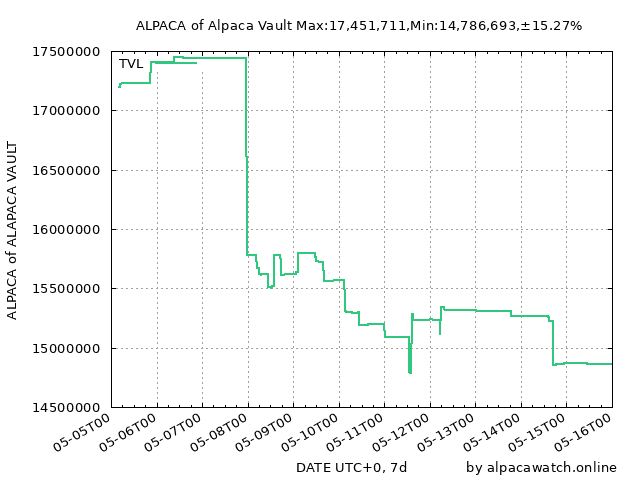 ALPACA of Alpaca Vault Max:17,451,711,Min:14,786,693,±15.27%
17500000
TVL
17000000
16500000
16000000
15500000
15000000
14500000
ALPACA of ALAPACA VAULT
05-05T00
05-06T00
05-07T00
05-08T00
05-09T00
05-10T00
05-11T00
05-12T00
05-13T00
05-14T00
05-15T00
05-16T00
DATE UTC+0, 7d
by alpacawatch.online